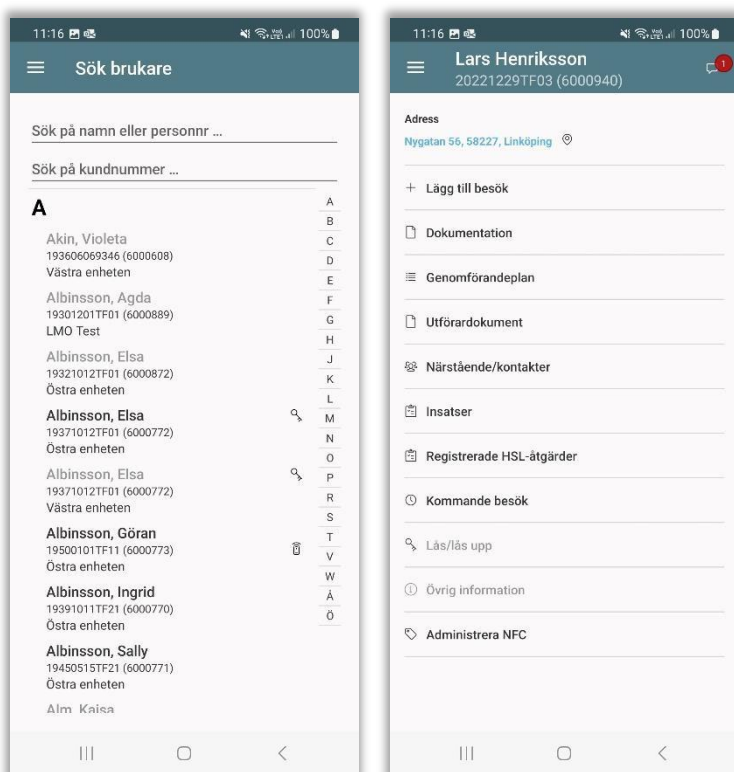 11:16 100%
Sök brukare
Sök på namn eller personnr ...
Sök på kundnummer ...
A
Akin, Violeta
193606069346 (6000608)
Västra enheten
Albinsson, Agda
19301201TF01 (6000889)
LMO Test
Albinsson, Elsa
19321012TF01 (6000872)
Östra enheten
Albinsson, Elsa
19371012TF01 (6000772)
Östra enheten
Albinsson, Elsa
19371012TF01 (6000772)
Västra enheten
Albinsson, Göran
19500101TF11 (6000773)
Östra enheten
Albinsson, Ingrid
19391011TF21 (6000770)
Östra enheten
Albinsson, Sally
19450515TF21 (6000771)
Östra enheten
Alm, Kaisa
A
B
C
D
E
F
G
H
J
K
L
M
N
O
P
R
S
T
V
W
Å
Ö
11:16 100%
Lars Henriksson
20221229TF03 (6000940)
1
Adress
Nygatan 56, 58227, Linköping
Lägg till besök
Dokumentation
Genomförandeplan
Utförardokument
Närstående/kontakter
Insatser
Registrerade HSL-åtgärder
Kommande besök
Lås/lås upp
Övrig information
Administrera NFC